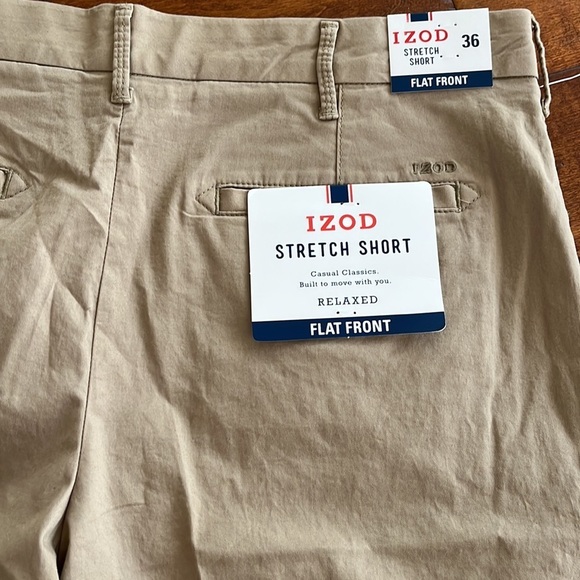 IZOD
STRETCH
SHORT
36
FLAT FRONT
IZOD
IZOD
STRETCH SHORT
Casual Classics.
Built to move with you.
RELAXED
FLAT FRONT